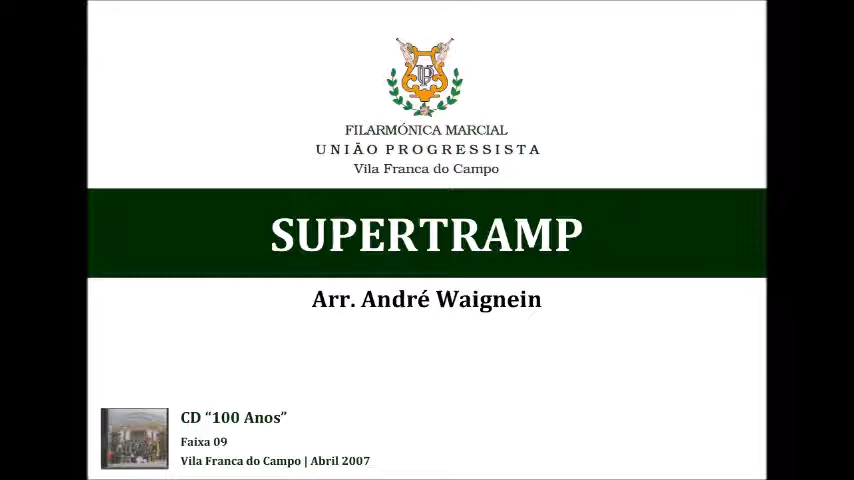 FILARMÓNICA MARCIAL
UNIÃO PROGRESSISTA
Vila Franca do Campo
SUPERTRAMP
Arr. André Waignein
CD “100 Anos”
Faixa 09
Vila Franca do Campo | Abril 2007